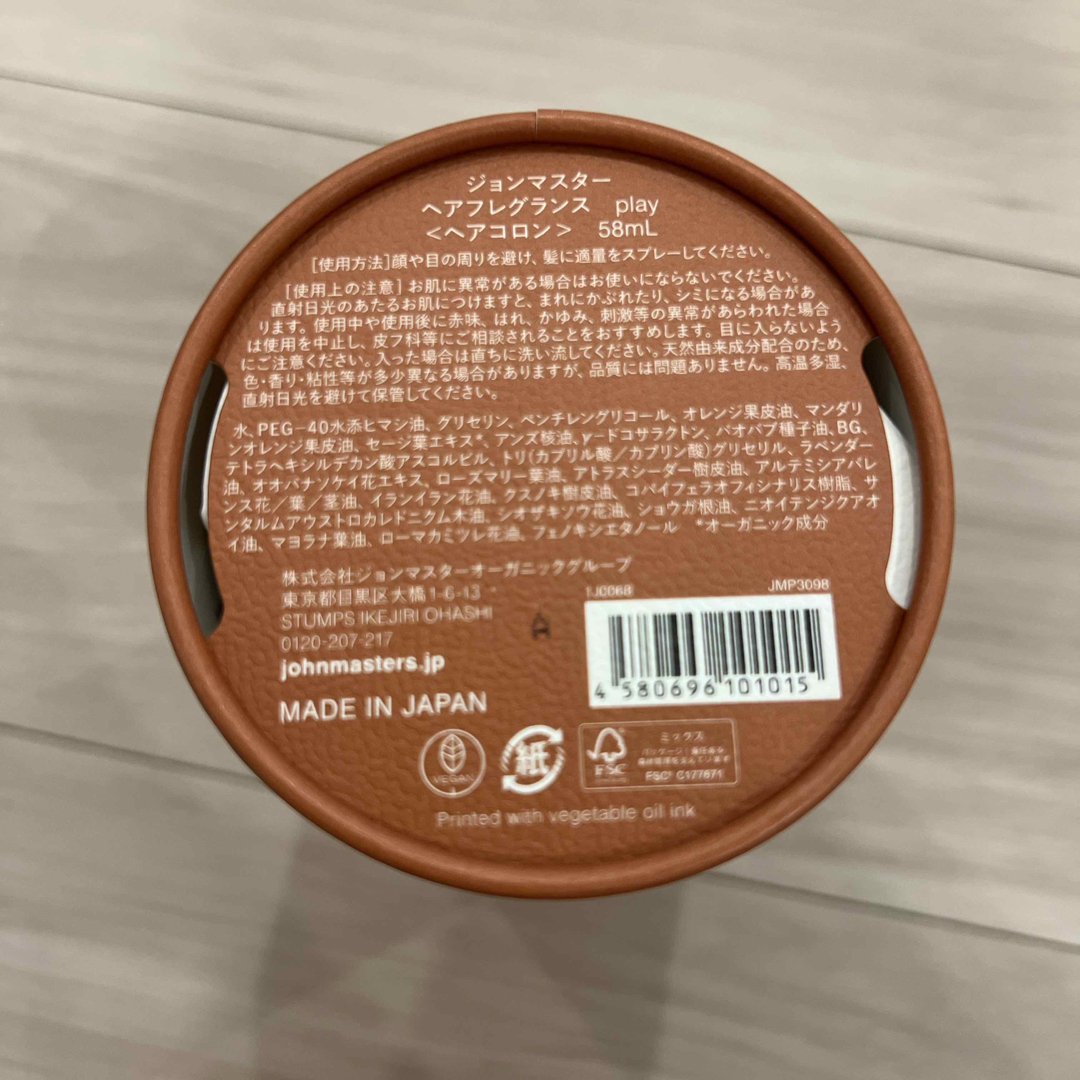 ジョンマスター
ヘアフレグランス play
＜ヘアコロン＞ 58mL
[使用方法]顔や目の周りを避け、髪に適量をスプレーしてください。
[使用上の注意] お肌に異常がある場合はお使いにならないでください。
直射日光のあたるお肌につけますと、まれにかぶれたり、シミになる場合があ
ります。使用中や使用後に赤味、はれ、かゆみ、刺激等の異常があらわれた場合
は使用を中止し、皮フ科等にご相談されることをおすすめします。目に入らないよう
にご注意ください。入った場合は直ちに洗い流してください。天然由来成分配合のため、
色・香り・粘性等が多少異なる場合がありますが、品質には問題ありません。高温多湿、
直射日光を避けて保管してください。
水、PEG-40水添ヒマシ油、グリセリン、ペンチレングリコール、オレンジ果皮油、マンダリ
ンオレンジ果皮油、セージ葉エキス*、アンズ核油、γ-ドコサラクトン、バオバブ種子油、BG、
テトラヘキシルデカン酸アスコルビル、トリ(カプリル酸／カプリン酸)グリセリル、ラベンダー
油、オオバナソケイ花エキス、ローズマリー葉油、アトラスシーダー樹皮油、アルテミシアパレ
ンス花／葉／茎油、イランイラン花油、クスノキ樹皮油、コパイフェラオフィシナリス樹脂、サ
ンタルムアウストロカレドニクム木油、シオザキソウ花油、ショウガ根油、ニオイテンジクアオ
イ油、マヨラナ葉油、ローマカミツレ花油、フェノキシエタノール *オーガニック成分
株式会社ジョンマスターオーガニックグループ
東京都目黒区大橋1-6-13
STUMPS IKEJIRI OHASHI
0120-207-217
johnmasters.jp
MADE IN JAPAN
1J0068 JMP3098
4 580696 101015
VEGAN
紙
FSC
ミックス
FSC® C177671
Printed with vegetable oil ink